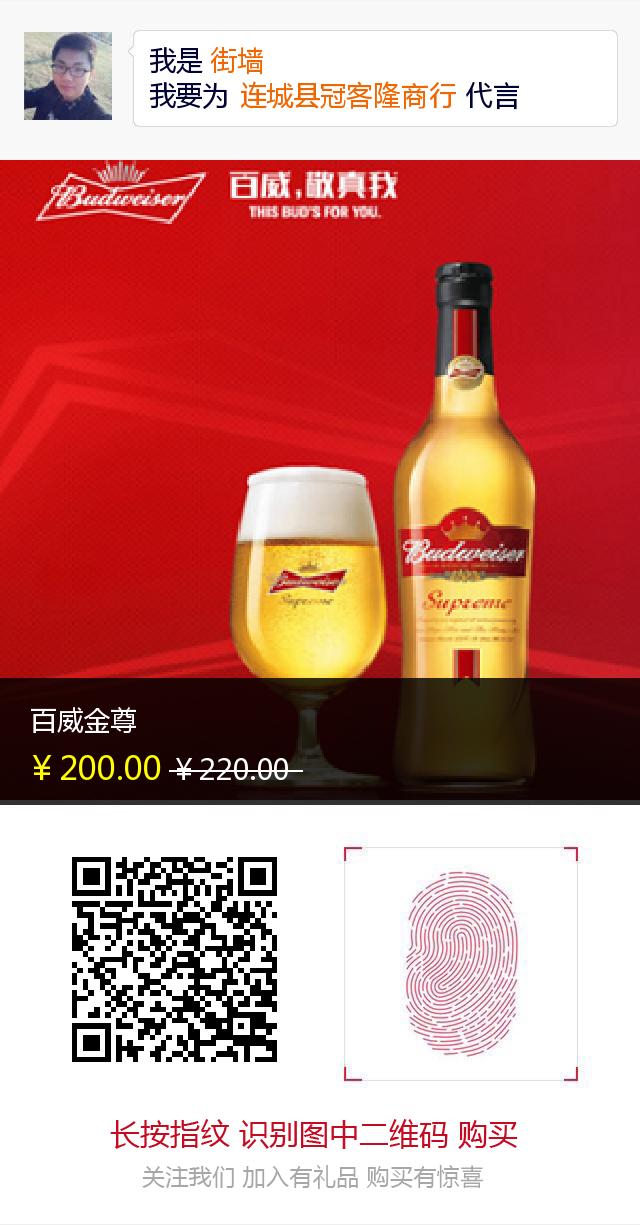 我是 街墙
我要为 连城县冠客隆商行 代言
Budweiser
百威,敬真我
THIS BUD'S FOR YOU.
Budweiser
Supreme
Budweiser
Supreme
百威金尊
￥200.00 ￥220.00
长按指纹 识别图中二维码 购买
关注我们 加入有礼品 购买有惊喜